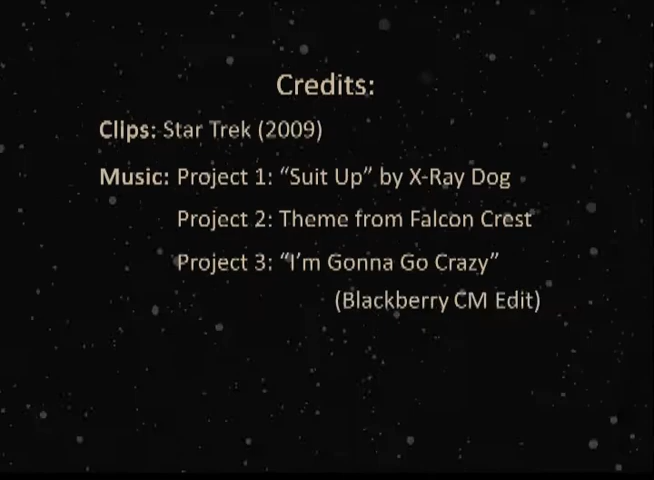 Credits:
Clips: Star Trek (2009)
Music: Project 1: “Suit Up” by X-Ray Dog
Project 2: Theme from Falcon Crest
Project 3: “I’m Gonna Go Crazy”
(Blackberry CM Edit)